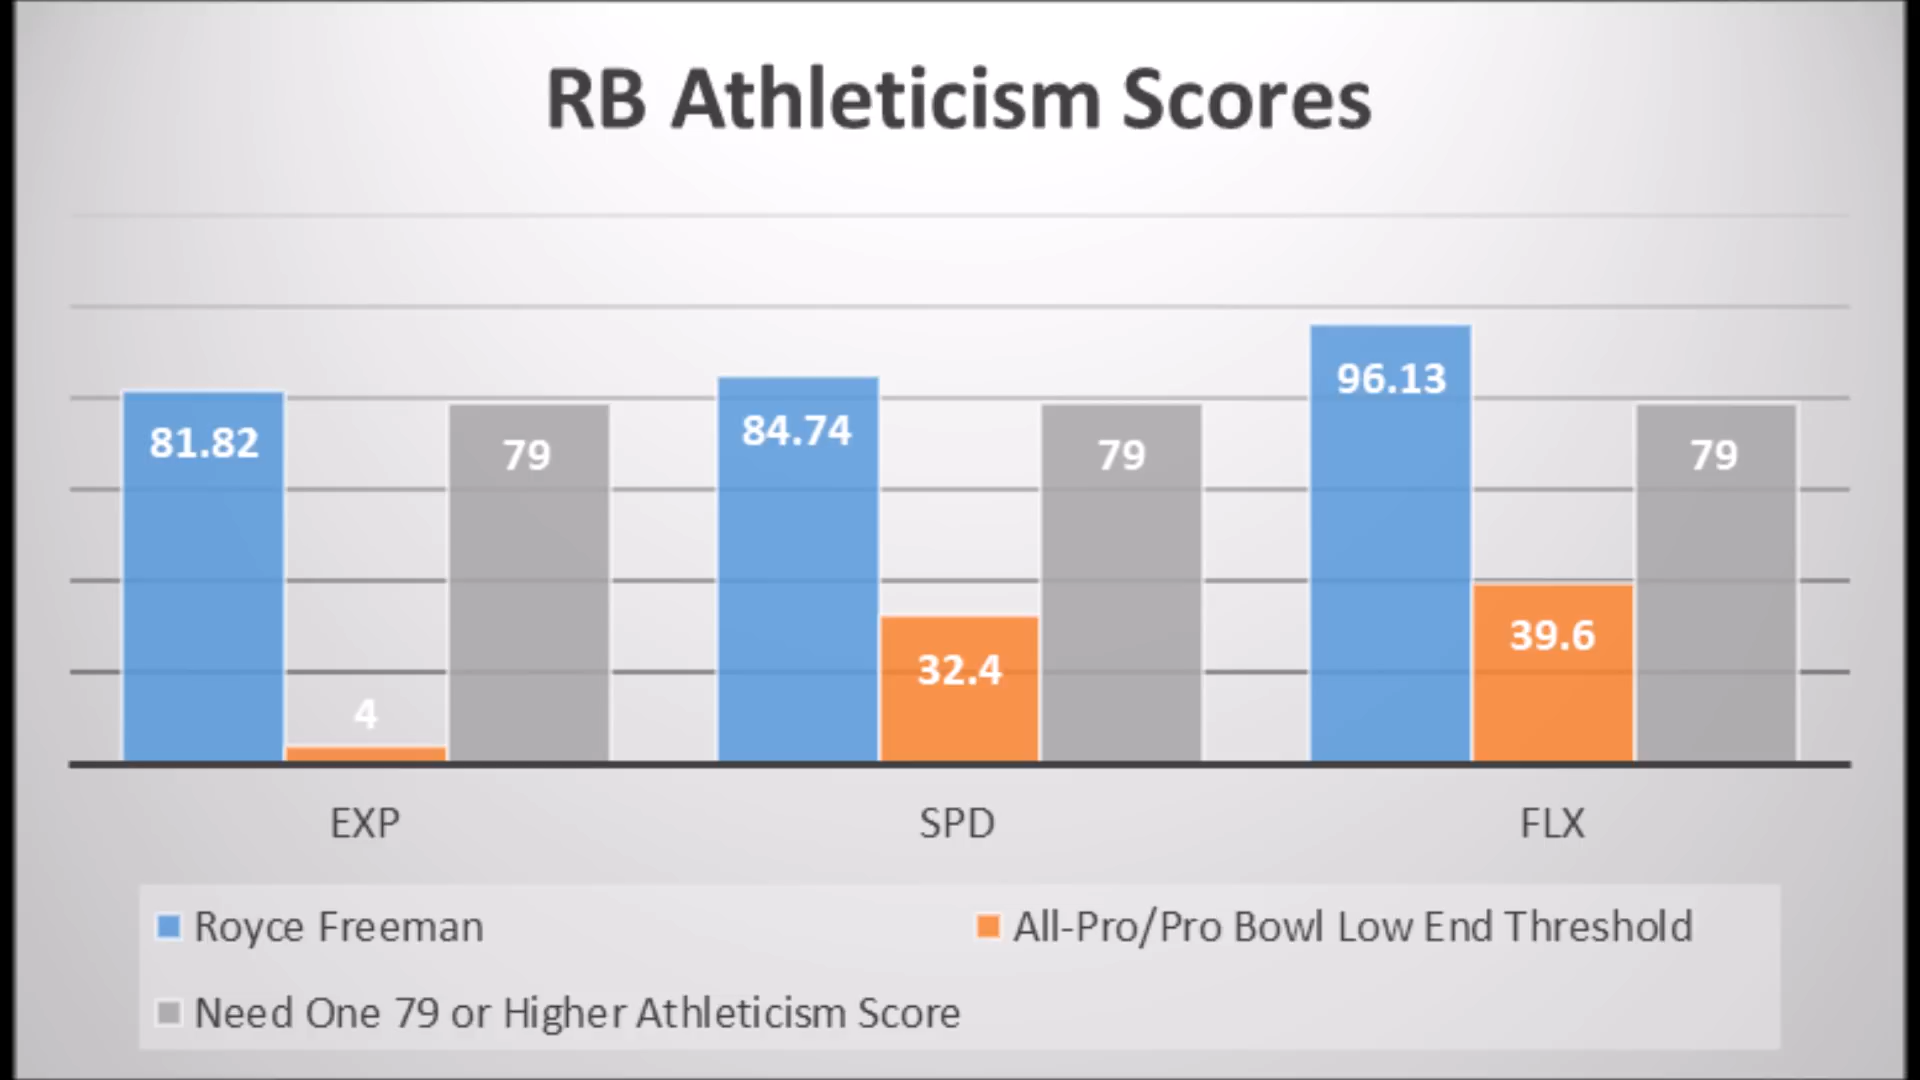 RB Athleticism Scores
81.82
4
79
84.74
32.4
79
96.13
39.6
79
EXP
SPD
FLX
Royce Freeman
All-Pro/Pro Bowl Low End Threshold
Need One 79 or Higher Athleticism Score